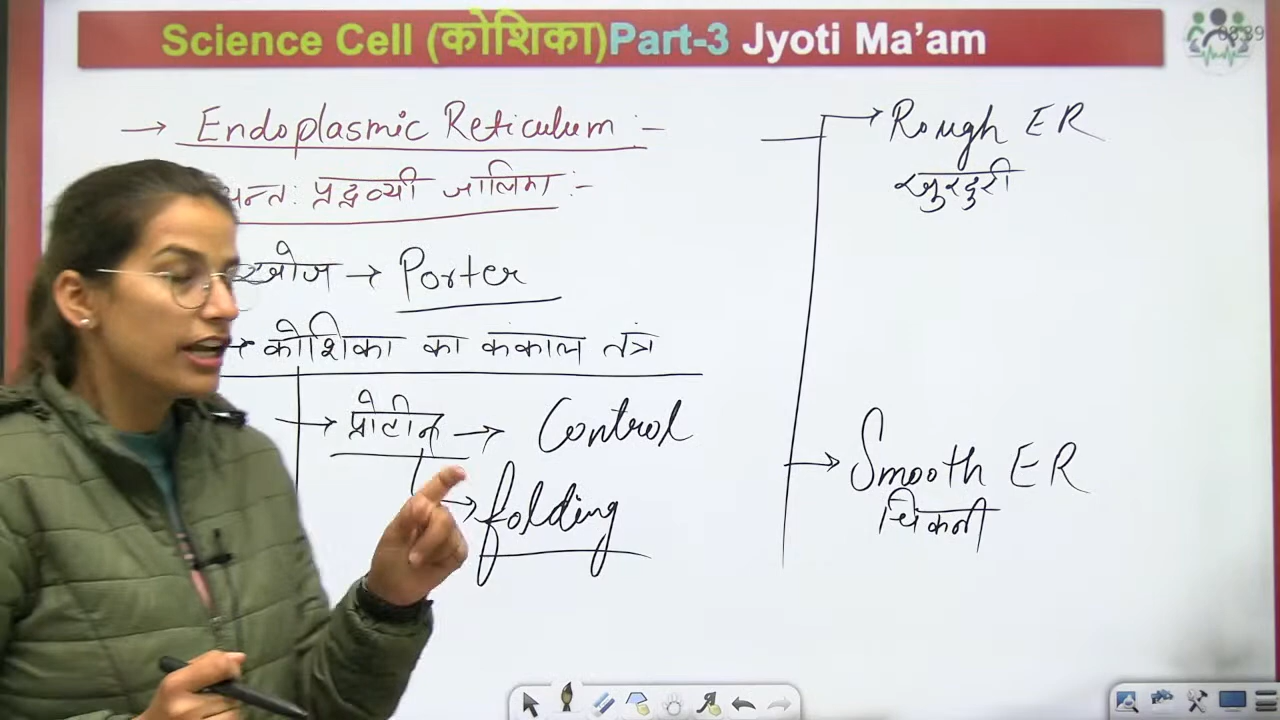 Science Cell (कोशिका)Part-3 Jyoti Ma'am
→ Endoplasmic Reticulum :-
प्रद्रव्यी जालिका :-
खोज → Porter
→ कोशिका का कंकाल तंत्र
→ प्रोटीन → Control
→ folding
→ Rough ER
खुरदुरी
→ Smooth ER
चिकनी